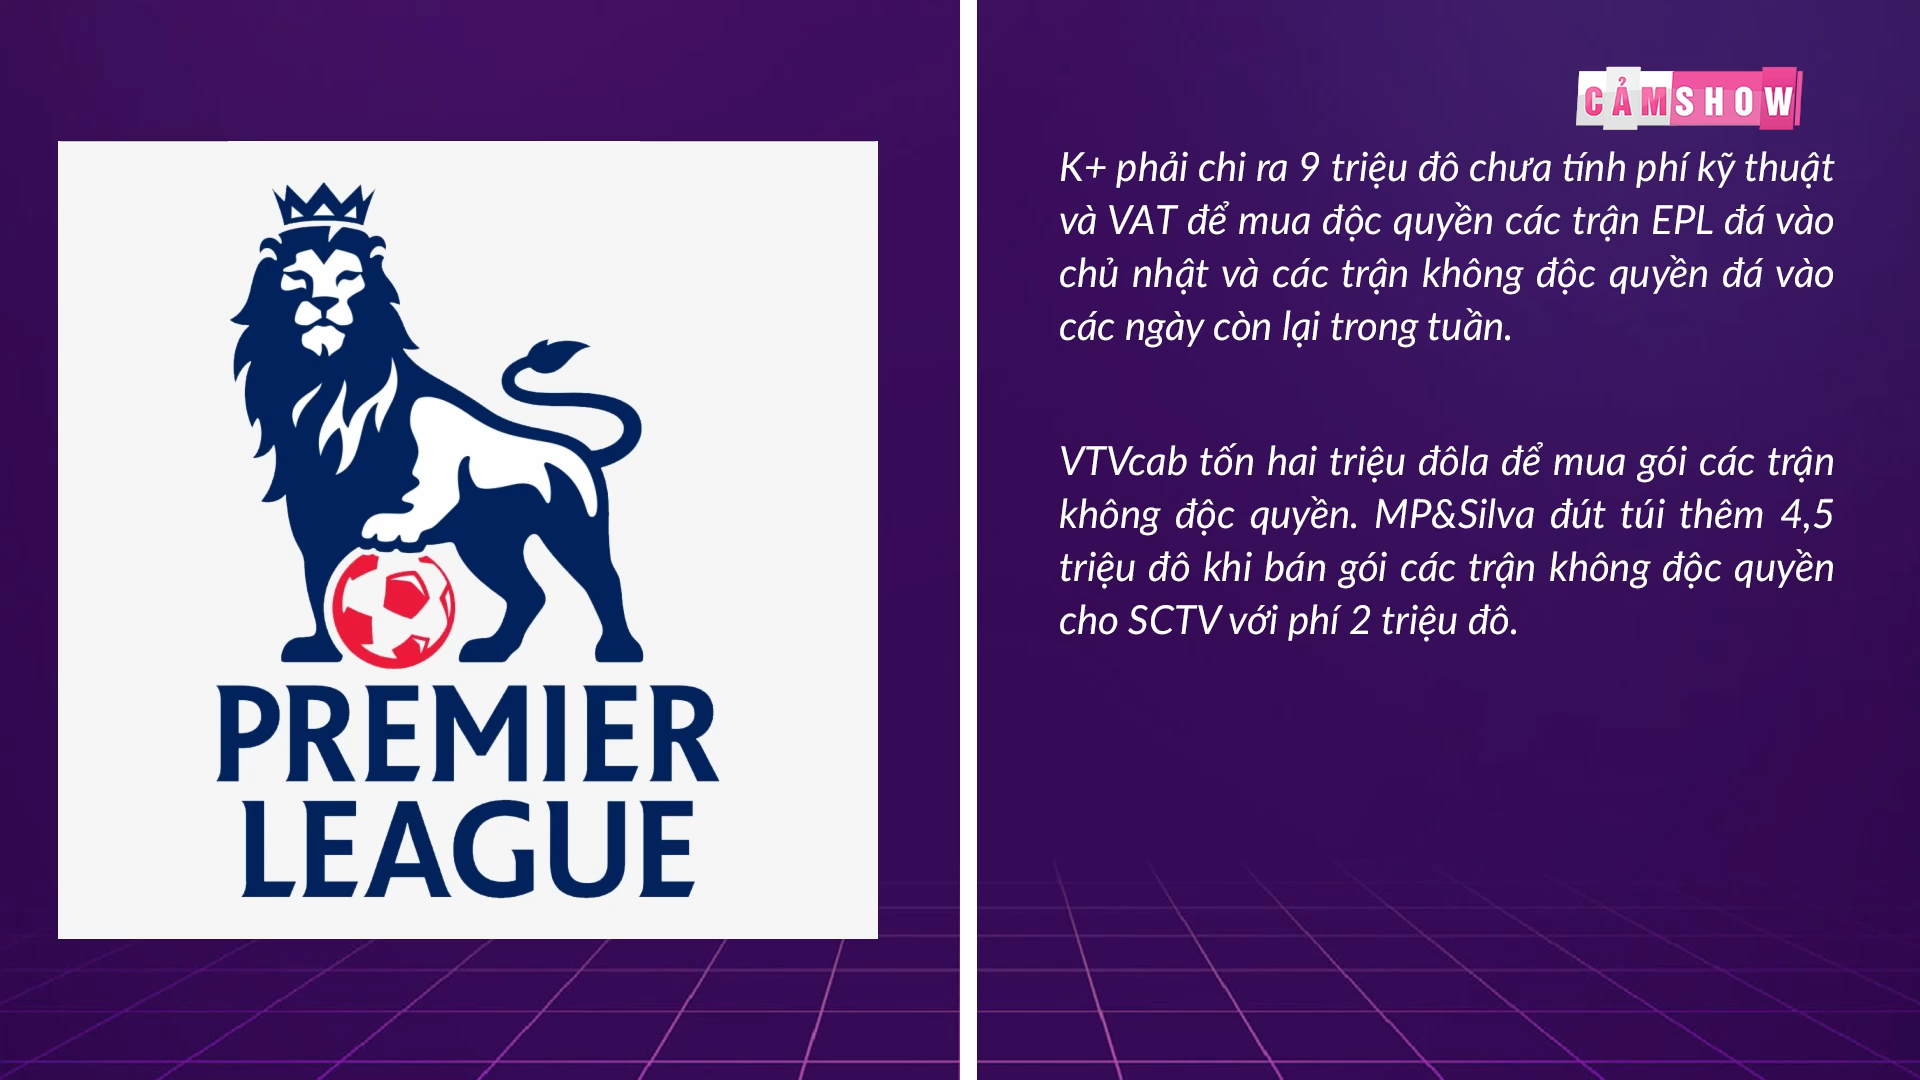 PREMIER
LEAGUE
CẢMSHOW
K+ phải chi ra 9 triệu đô chưa tính phí kỹ thuật
và VAT để mua độc quyền các trận EPL đá vào
chủ nhật và các trận không độc quyền đá vào
các ngày còn lại trong tuần.
VTVcab tốn hai triệu đôla để mua gói các trận
không độc quyền. MP&Silva đút túi thêm 4,5
triệu đô khi bán gói các trận không độc quyền
cho SCTV với phí 2 triệu đô.